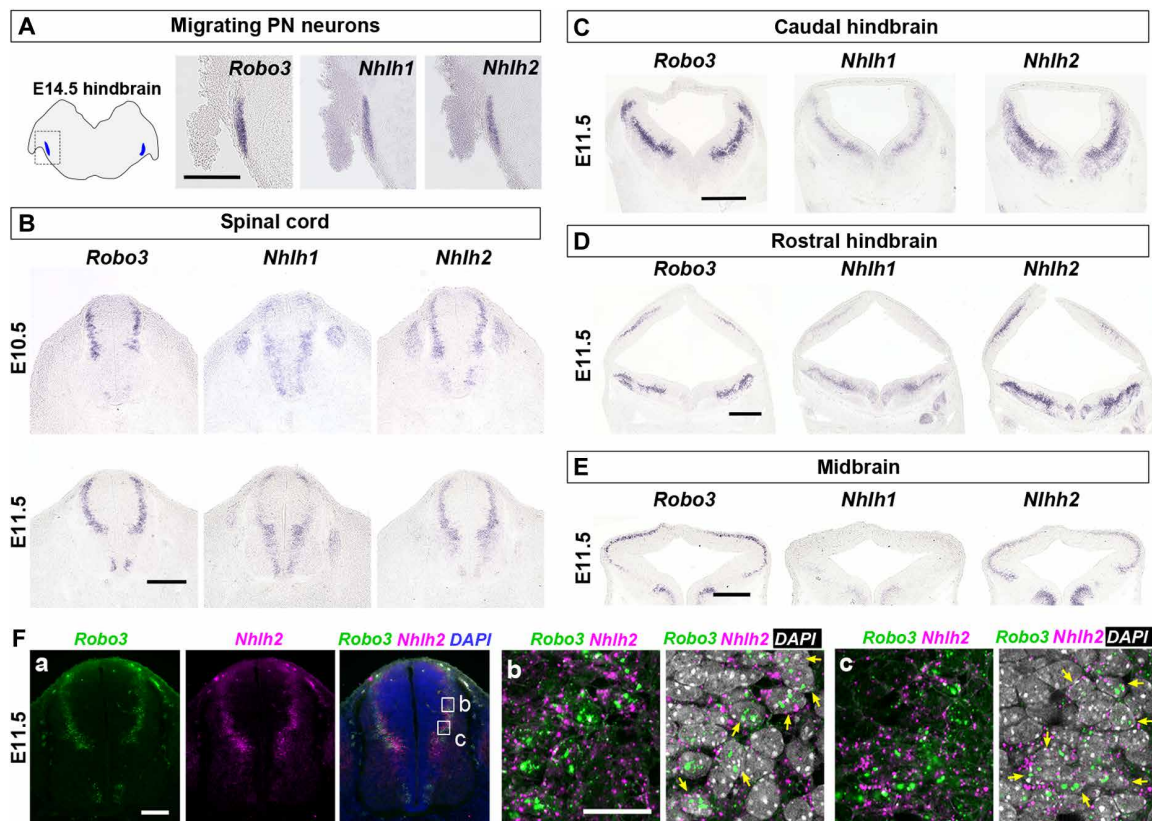 A
Migrating PN neurons
E14.5 hindbrain
Robo3
Nhlh1
Nhlh2
B
Spinal cord
Robo3
Nhlh1
Nhlh2
E10.5
E11.5
C
Caudal hindbrain
Robo3
Nhlh1
Nhlh2
E11.5
D
Rostral hindbrain
Robo3
Nhlh1
Nhlh2
E11.5
E
Midbrain
Robo3
Nhlh1
Nlhh2
E11.5
F
Robo3
Nhlh2
Robo3 Nhlh2 DAPI
Robo3 Nhlh2
Robo3 Nhlh2 DAPI
Robo3 Nhlh2
Robo3 Nhlh2 DAPI
E11.5
a
b
c
b
c